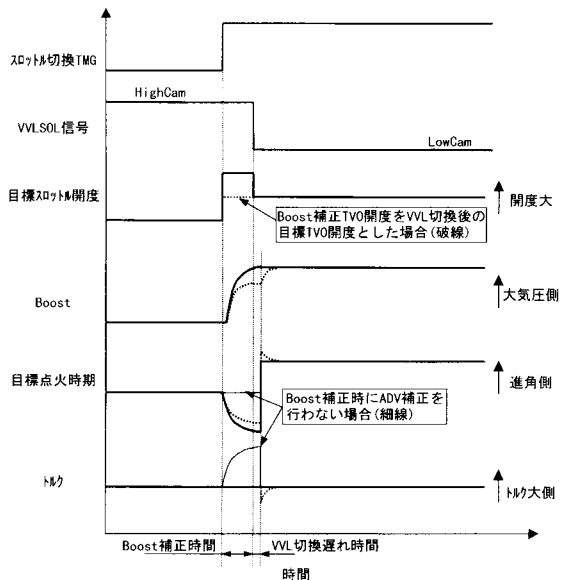 スロットル切換TMG
HighCam
VVLSOL信号
LowCam
目標スロットル開度
開度大
Boost補正TVO開度をVVL切換後の
目標TVO開度とした場合(破線)
Boost
大気圧側
目標点火時期
進角側
Boost補正時にADV補正を
行わない場合(細線)
トルク
トルク大側
Boost補正時間
VVL切換遅れ時間
時間